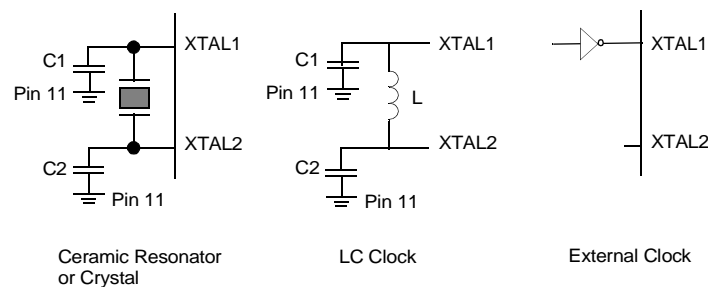 C1
XTAL1
Pin 11
C2
XTAL2
Pin 11
Ceramic Resonator
or Crystal
C1
XTAL1
Pin 11
L
C2
XTAL2
Pin 11
LC Clock
XTAL1
XTAL2
External Clock